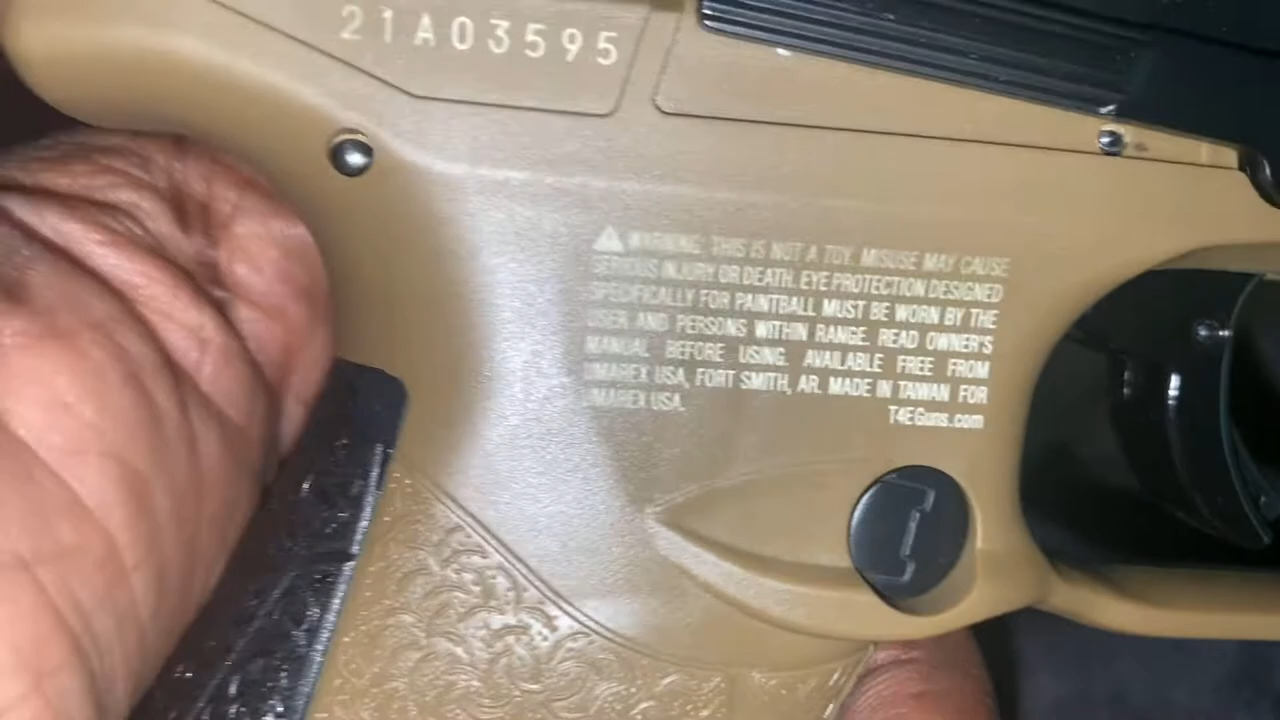 21A03595
WARNING: THIS IS NOT A TOY. MISUSE MAY CAUSE
SERIOUS INJURY OR DEATH. EYE PROTECTION DESIGNED
SPECIFICALLY FOR PAINTBALL MUST BE WORN BY THE
USER AND PERSONS WITHIN RANGE. READ OWNER'S
MANUAL BEFORE USING. AVAILABLE FREE FROM
UMAREX USA, FORT SMITH, AR. MADE IN TAIWAN FOR
UMAREX USA.
T4EGuns.com